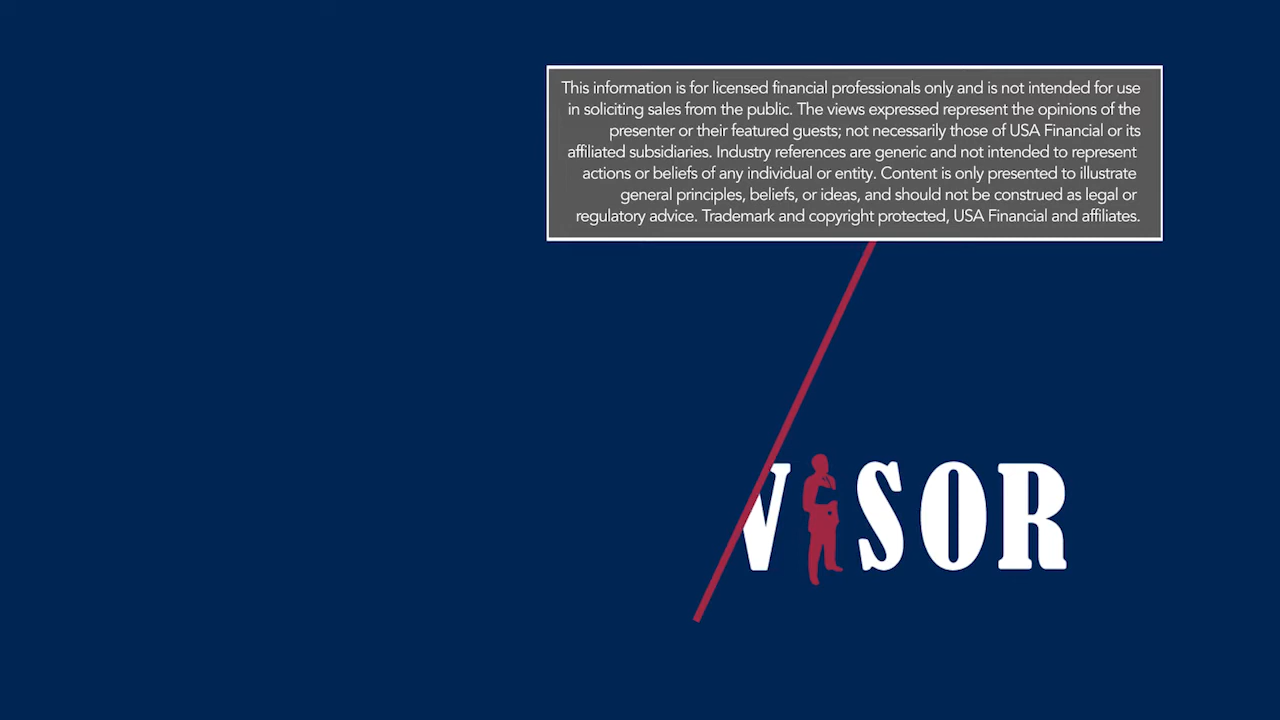 This information is for licensed financial professionals only and is not intended for use
in soliciting sales from the public. The views expressed represent the opinions of the
presenter or their featured guests; not necessarily those of USA Financial or its
affiliated subsidiaries. Industry references are generic and not intended to represent
actions or beliefs of any individual or entity. Content is only presented to illustrate
general principles, beliefs, or ideas, and should not be construed as legal or
regulatory advice. Trademark and copyright protected, USA Financial and affiliates.
VISOR